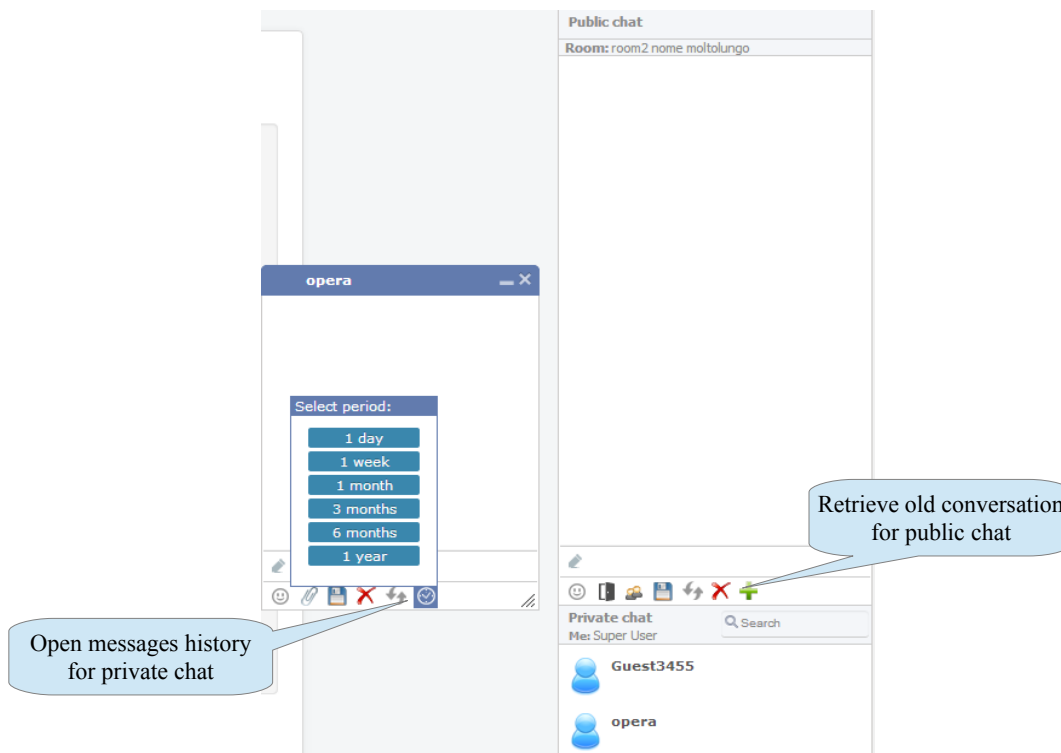 Public chat
Room: room2 nome moltolungo
opera
Select period:
1 day
1 week
1 month
3 months
6 months
1 year
Retrieve old conversation
for public chat
Open messages history
for private chat
Private chat
Me: Super User
Search
Guest3455
opera